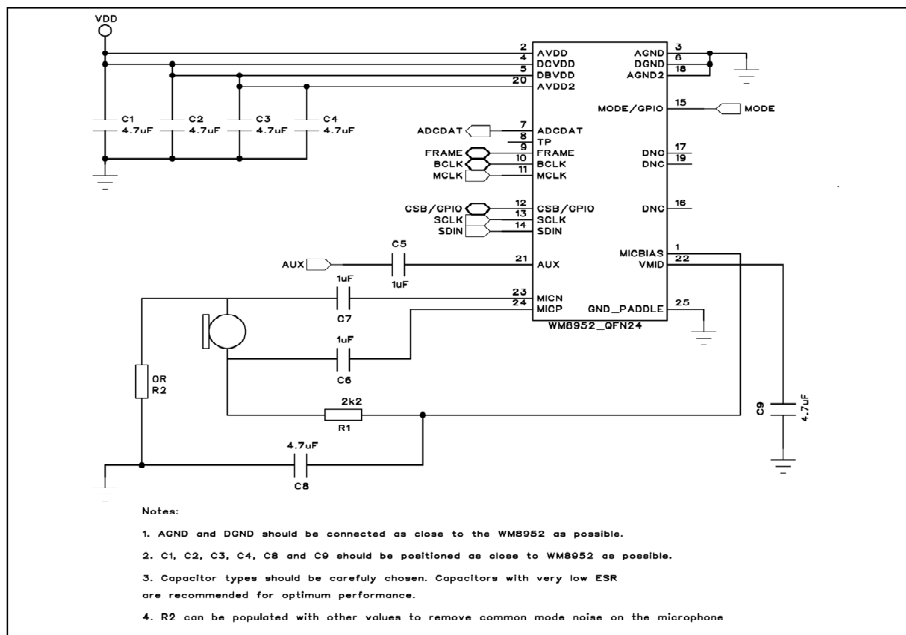 VDD
2 AVDD
4 DCVDD
5 DBVDD
20 AVDD2
AGND 3
DGND 6
AGND2 18
MODE/GPIO 15 MODE
C1 4.7uF
C2 4.7uF
C3 4.7uF
C4 4.7uF
ADCDAT 7 ADCDAT
8 TP
FRAME 9 FRAME
BCLK 10 BCLK
MCLK 11 MCLK
DNC 17
DNC 19
CSB/GPIO 12 CSB/GPIO
SCLK 13 SCLK
SDIN 14 SDIN
DNC 16
MICBIAS 1
VMID 22
AUX C5 1uF 21 AUX
1uF C7 23 MICN
24 MICP
GND_PADDLE 25
WM8952_QFN24
1uF C6
0R R2
2k2 R1
4.7uF C8
C9 4.7uF
Notes:
1. AGND and DGND should be connected as close to the WM8952 as possible.
2. C1, C2, C3, C4, C8 and C9 should be positioned as close to WM8952 as possible.
3. Capacitor types should be carefuly chosen. Capacitors with very low ESR
are recommended for optimum performance.
4. R2 can be populated with other values to remove common mode noise on the microphone